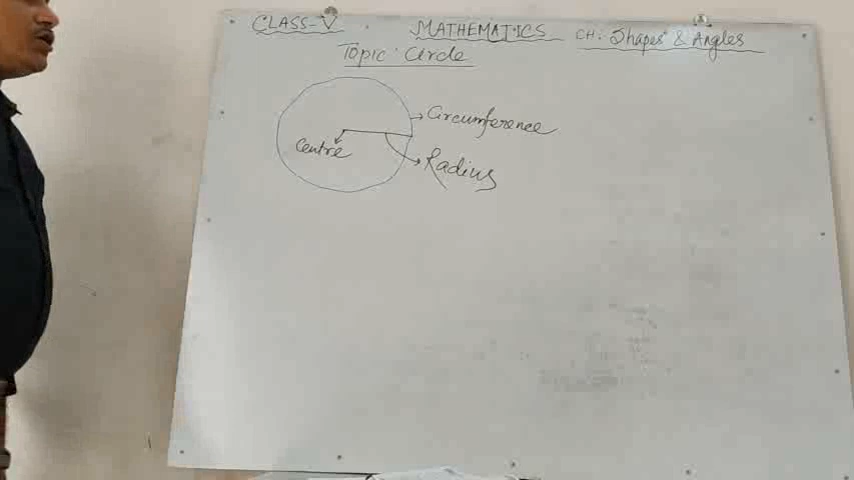 CLASS-V MATHEMATICS CH: Shapes & Angles
Topic: Circle
Circumference
Centre
Radius